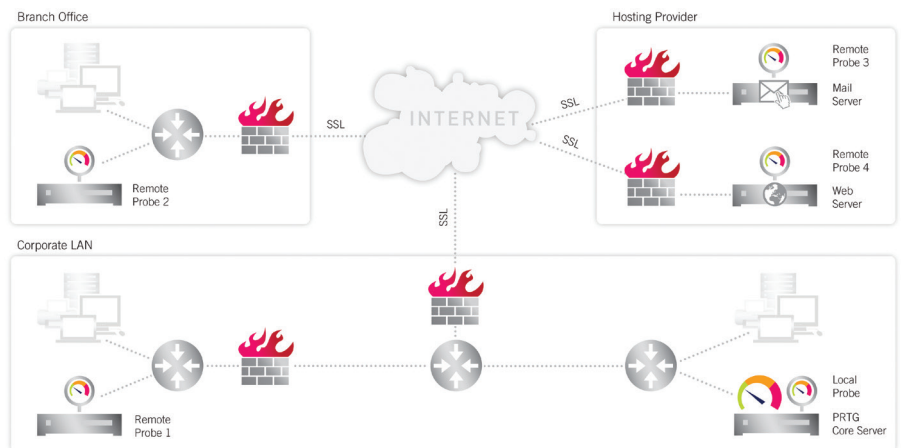 Branch Office
Hosting Provider
Remote
Probe 3
Mail
Server
SSL
INTERNET
SSL
SSL
Remote
Probe 4
Web
Server
Remote
Probe 2
SSL
Corporate LAN
Local
Probe
PRTG
Core Server
Remote
Probe 1